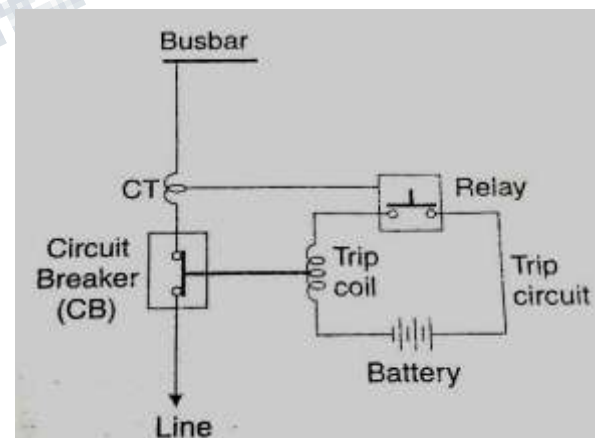 Busbar
CT
Relay
Circuit
Breaker
(CB)
Trip
coil
Trip
circuit
Battery
Line